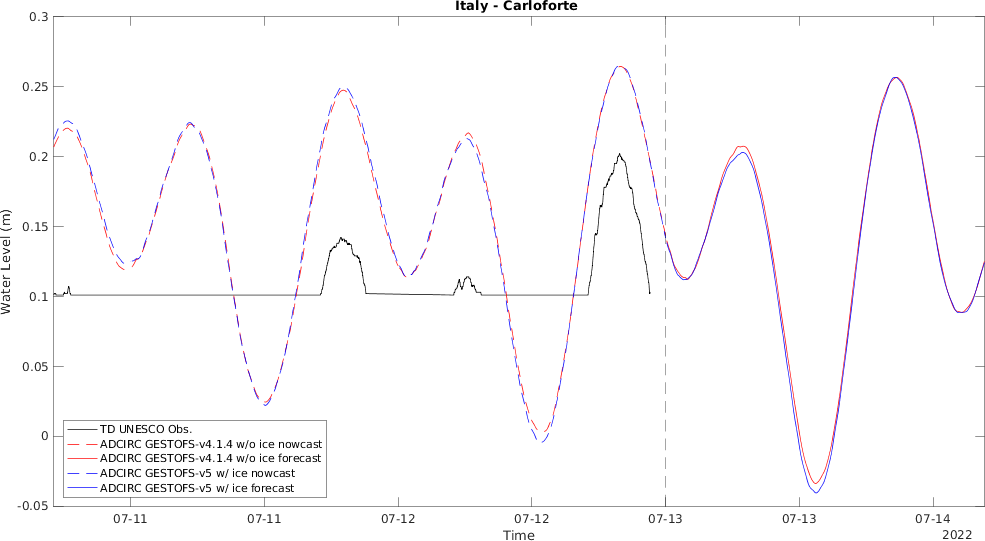 Italy - Carloforte
0.3
0.25
0.2
0.15
0.1
0.05
0
-0.05
Water Level (m)
TD UNESCO Obs.
ADCIRC GESTOFS-v4.1.4 w/o ice nowcast
ADCIRC GESTOFS-v4.1.4 w/o ice forecast
ADCIRC GESTOFS-v5 w/ ice nowcast
ADCIRC GESTOFS-v5 w/ ice forecast
07-11 07-11 07-12 07-12 07-13 07-13 07-14
Time
2022